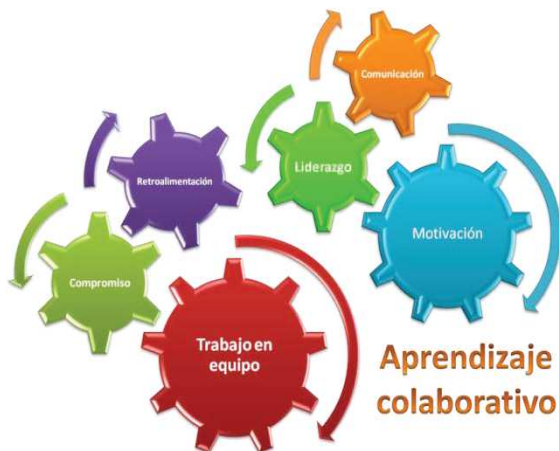 Comunicación
Liderazgo
Retroalimentación
Motivación
Compromiso
Trabajo en
equipo
Aprendizaje
colaborativo